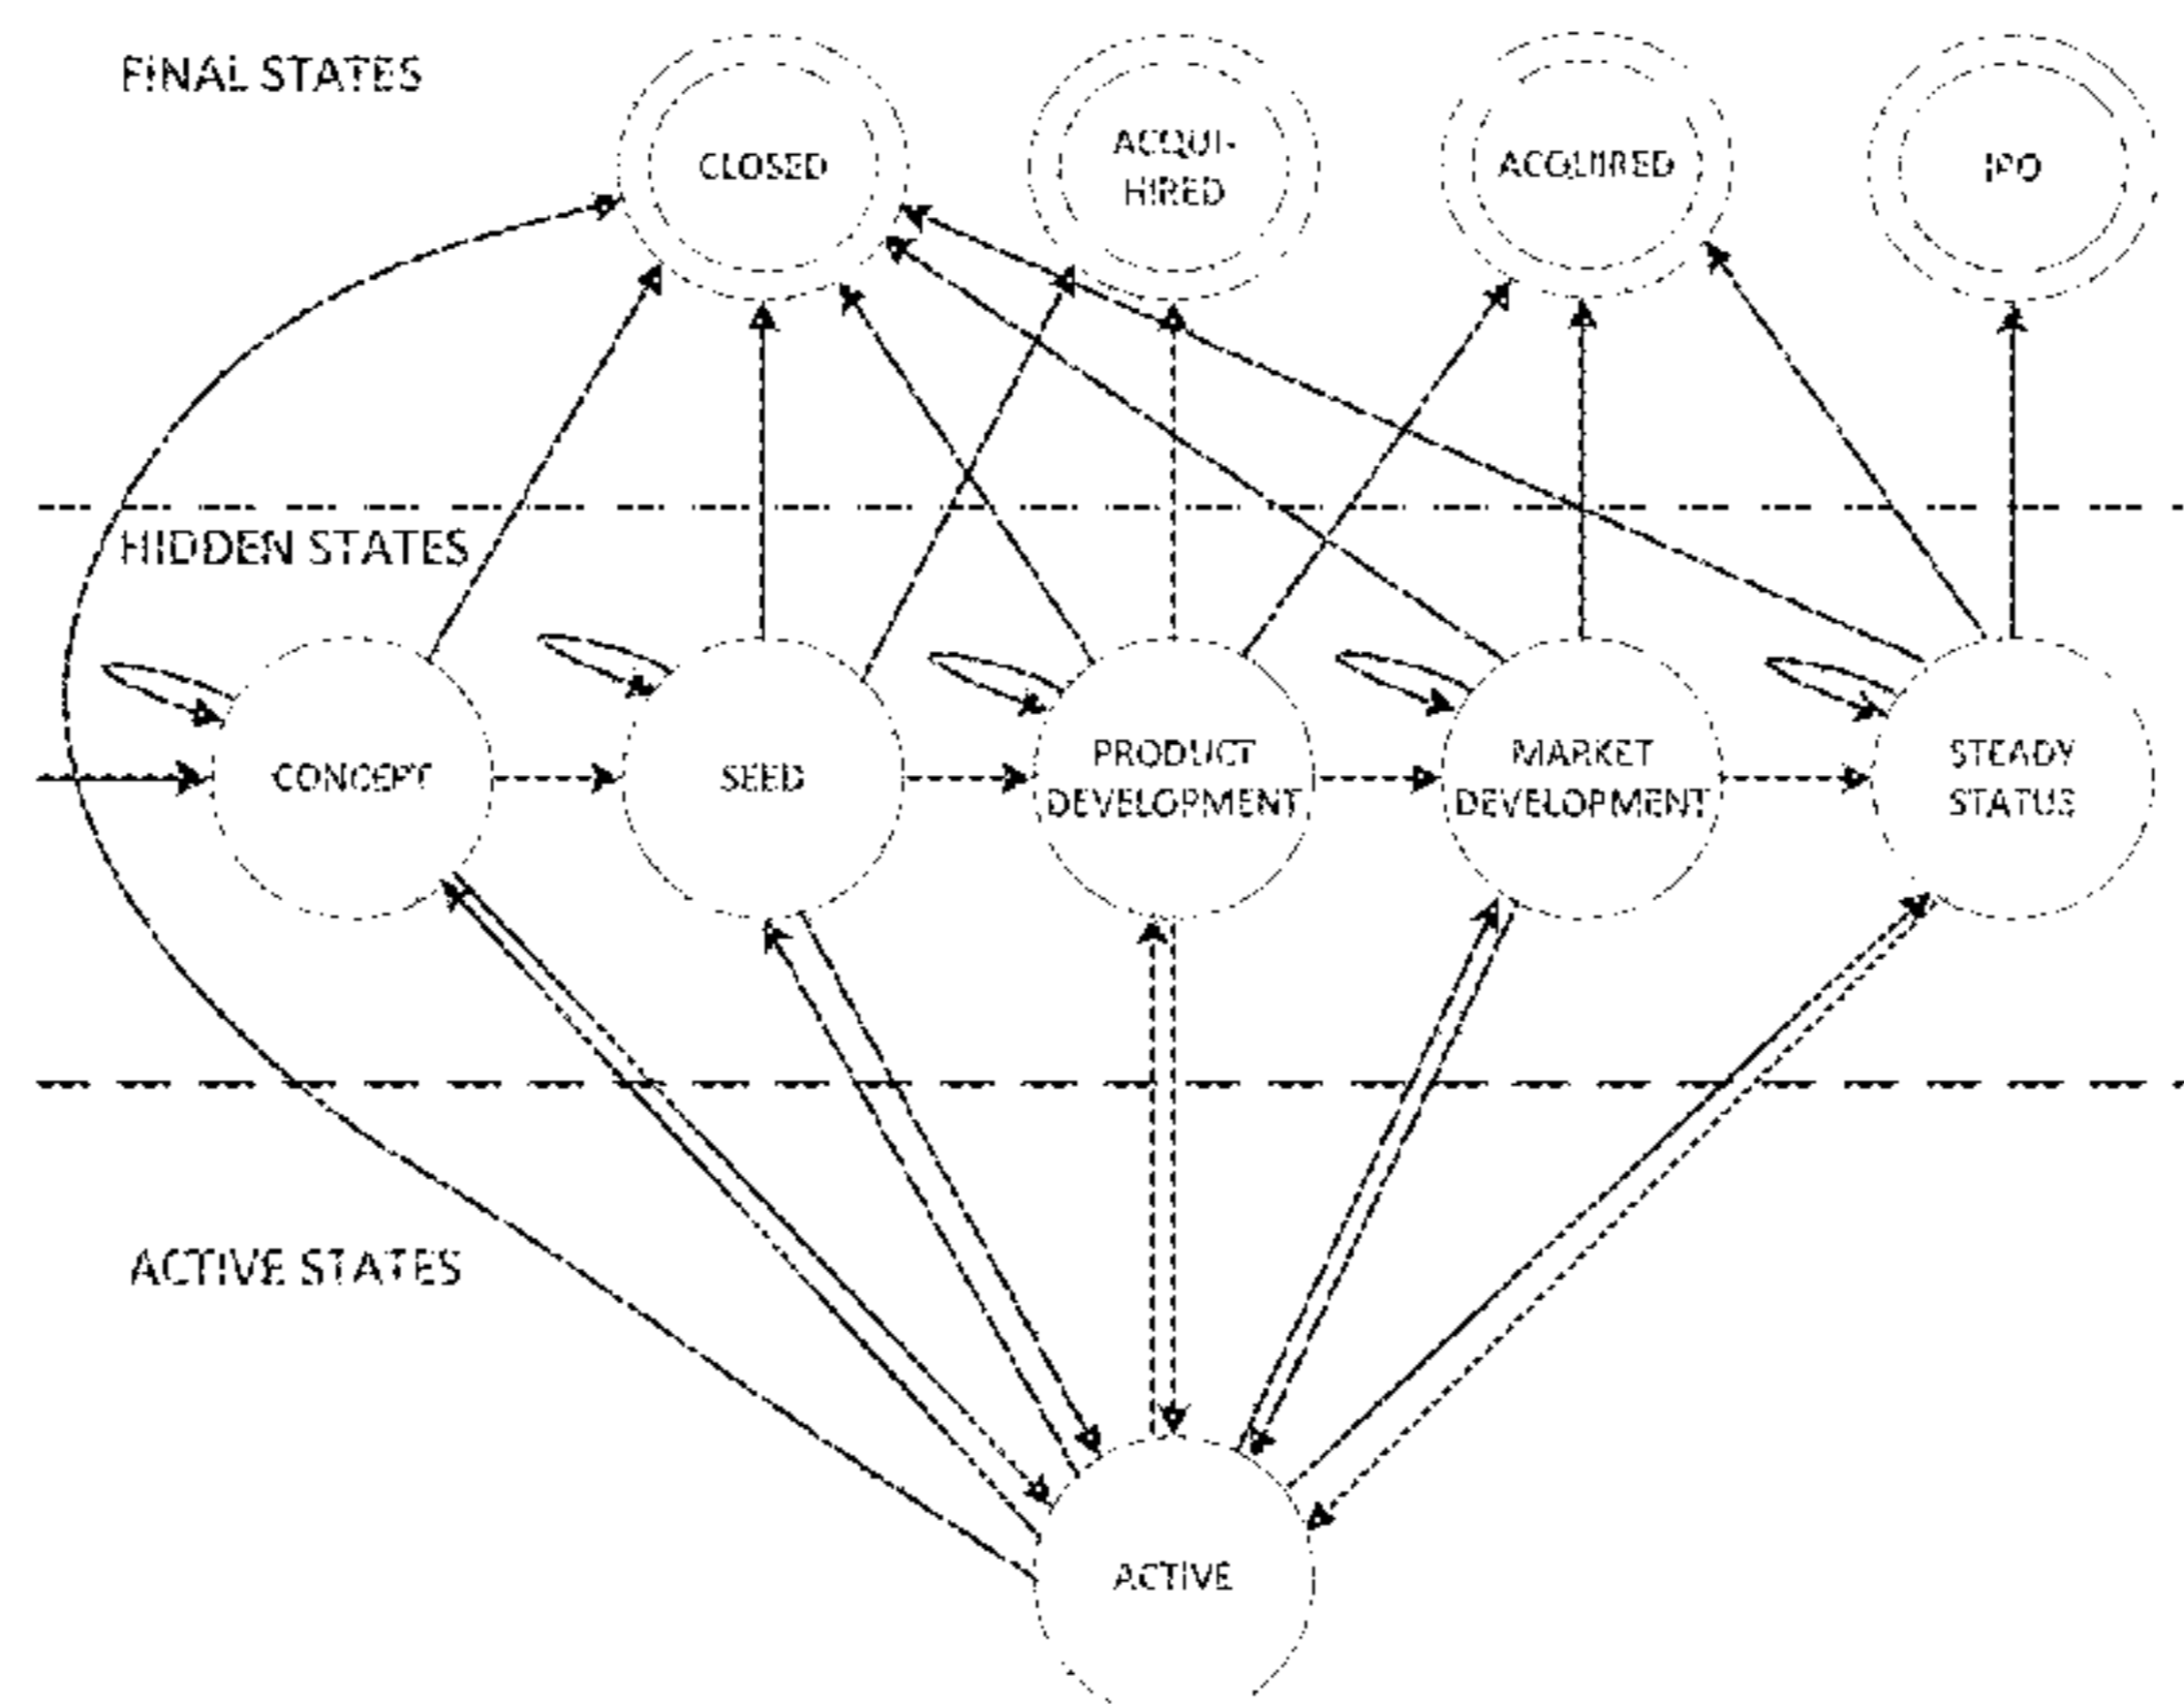 FINAL STATES
CLOSED
ACQUI-
HIRED
ACQUIRED
IPO
HIDDEN STATES
CONCEPT
SEED
PRODUCT
DEVELOPMENT
MARKET
DEVELOPMENT
STEADY
STATUS
ACTIVE STATES
ACTIVE